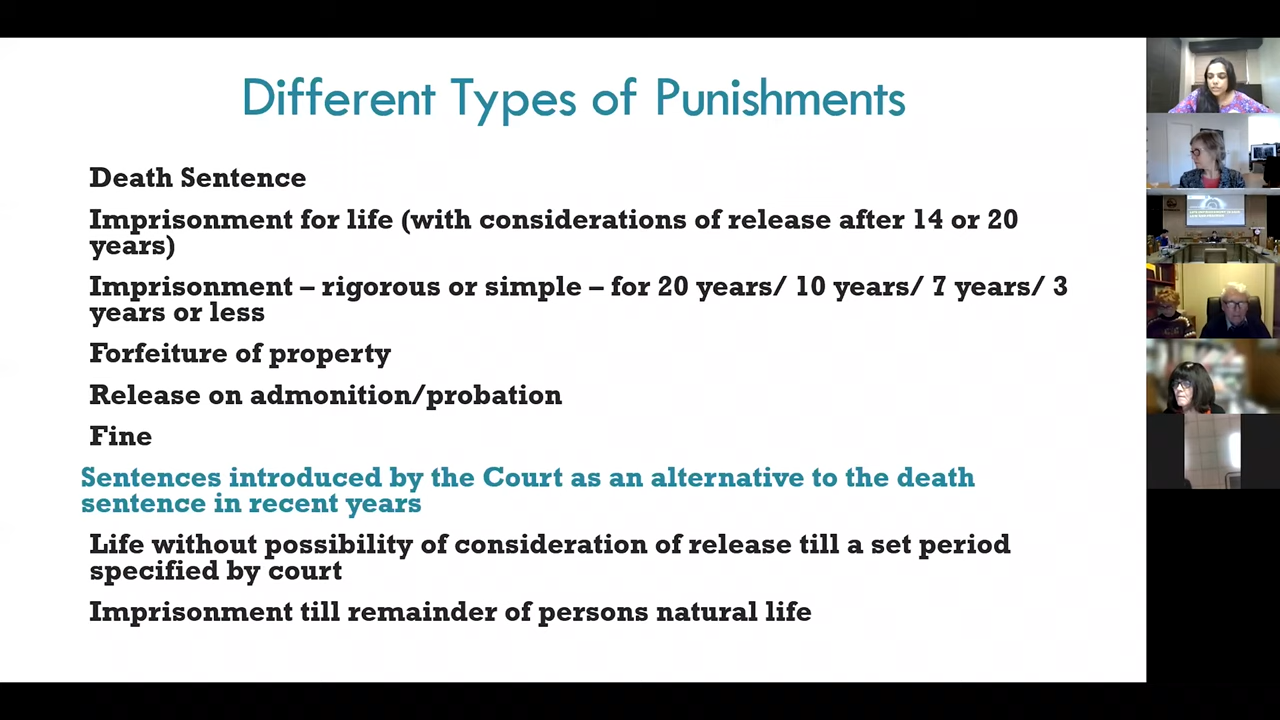 Different Types of Punishments
Death Sentence
Imprisonment for life (with considerations of release after 14 or 20
years)
Imprisonment – rigorous or simple – for 20 years/ 10 years/ 7 years/ 3
years or less
Forfeiture of property
Release on admonition/probation
Fine
Sentences introduced by the Court as an alternative to the death
sentence in recent years
Life without possibility of consideration of release till a set period
specified by court
Imprisonment till remainder of persons natural life